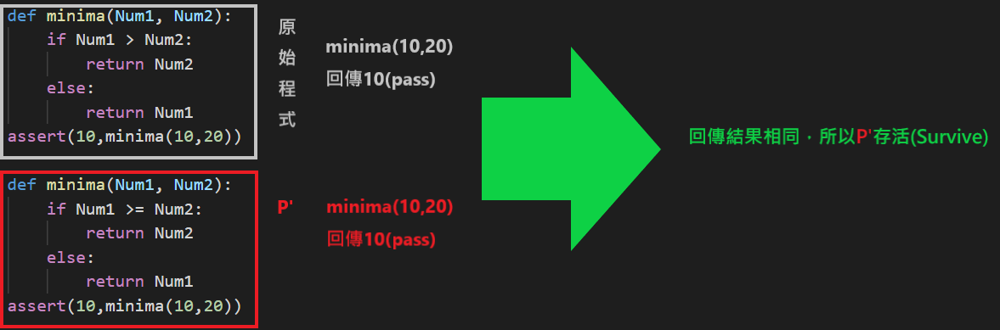 def minima(Num1, Num2):
    if Num1 > Num2:
        return Num2
    else:
        return Num1
assert(10,minima(10,20))
原始程式
minima(10,20)
回傳10(pass)
回傳結果相同，所以P'存活(Survive)
def minima(Num1, Num2):
    if Num1 >= Num2:
        return Num2
    else:
        return Num1
assert(10,minima(10,20))
P'
minima(10,20)
回傳10(pass)